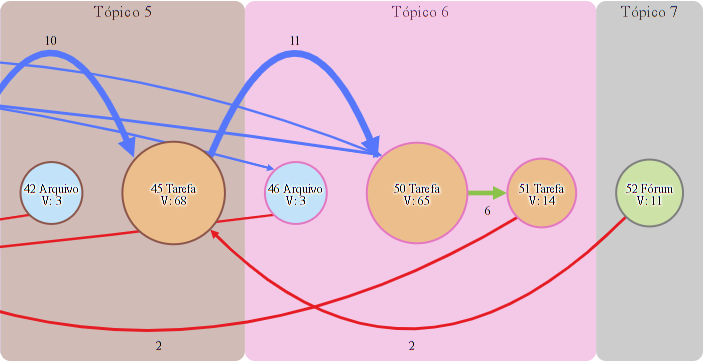 Tópico 5
Tópico 6
Tópico 7
10
11
42 Arquivo
V: 3
45 Tarefa
V: 68
46 Arquivo
V: 3
50 Tarefa
V: 65
6
51 Tarefa
V: 14
52 Fórum
V: 11
2
2